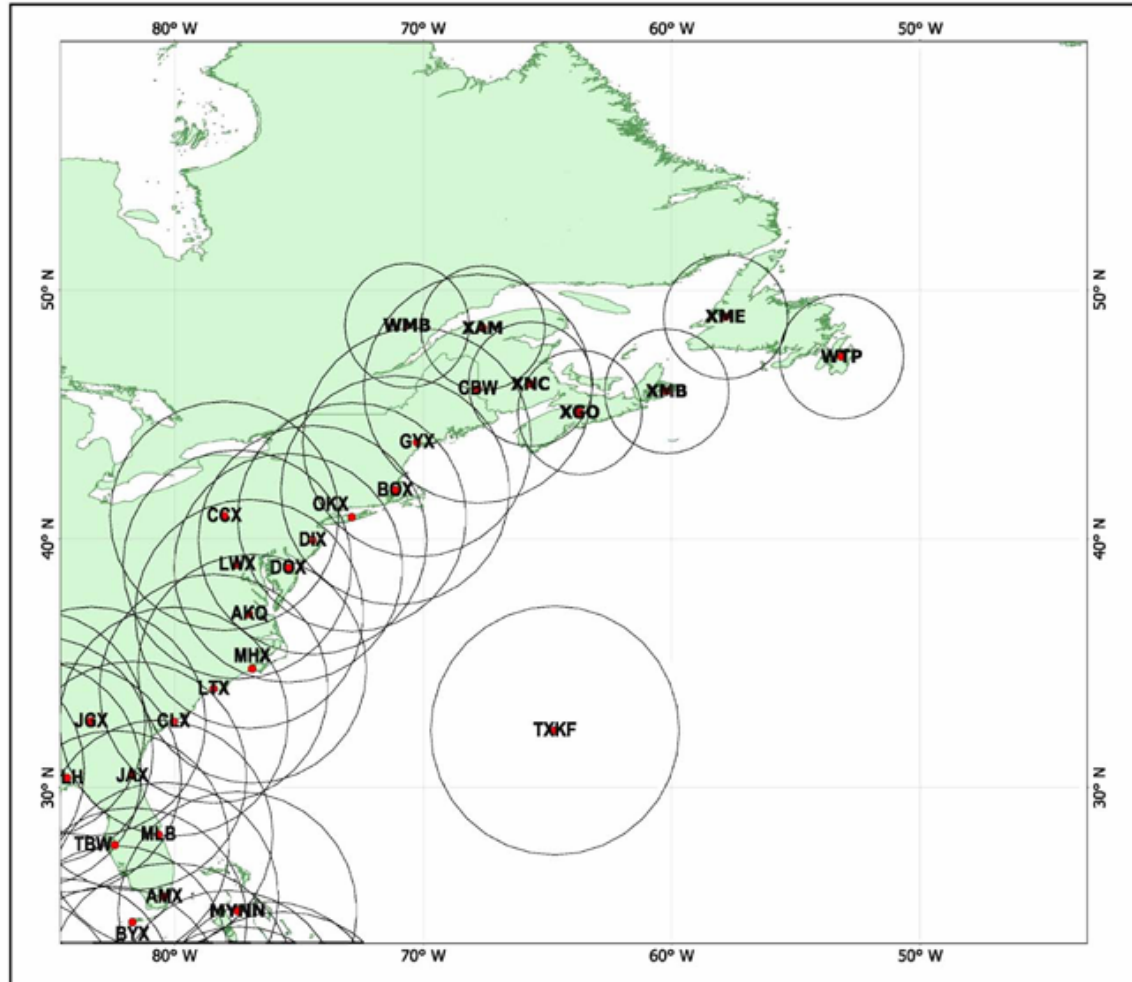 80° W 70° W 60° W 50° W
50° N 50° N
XME
WMB XAM
WTP
CBW XNC XMB
XGO
GYX
BOX
OKX
CCX
40° N DIX 40° N
LWX DOX
AKQ
MHX
LTX
JGX CLX TXKF
LH JAX
30° N 30° N
TBW MLB
AMX
MYNN
BYX
80° W 70° W 60° W 50° W